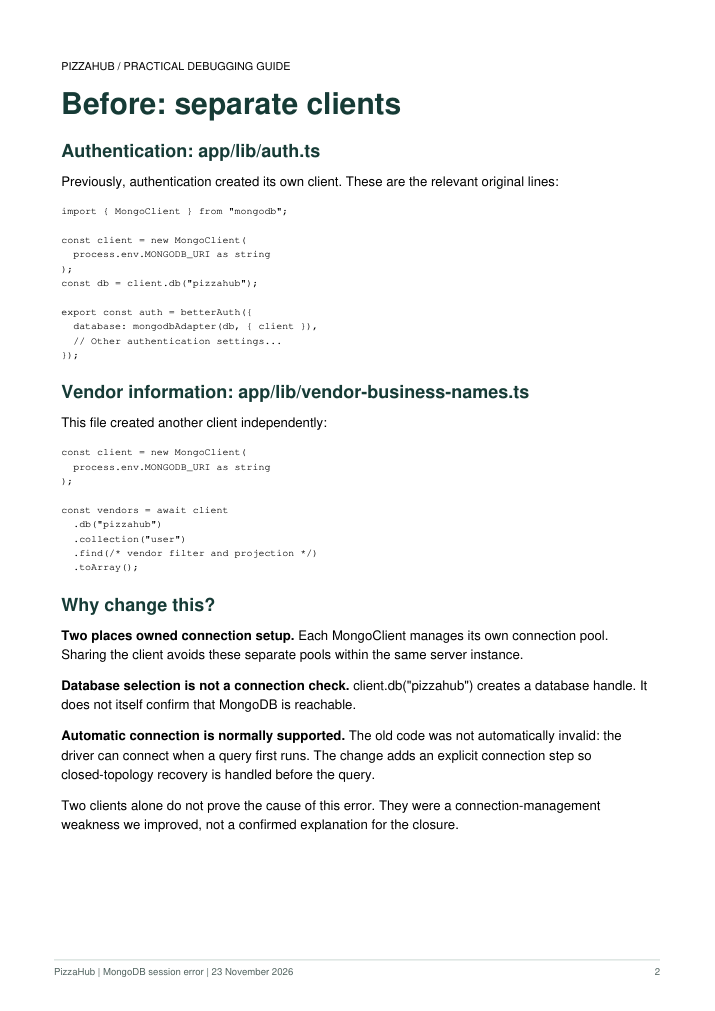 PIZZAHUB / PRACTICAL DEBUGGING GUIDE
Before: separate clients
Authentication: app/lib/auth.ts
Previously, authentication created its own client. These are the relevant original lines:
import { MongoClient } from "mongodb";
const client = new MongoClient(
  process.env.MONGODB_URI as string
);
const db = client.db("pizzahub");
export const auth = betterAuth({
  database: mongodbAdapter(db, { client }),
  // Other authentication settings...
});
Vendor information: app/lib/vendor-business-names.ts
This file created another client independently:
const client = new MongoClient(
  process.env.MONGODB_URI as string
);
const vendors = await client
  .db("pizzahub")
  .collection("user")
  .find(/* vendor filter and projection */)
  .toArray();
Why change this?
Two places owned connection setup. Each MongoClient manages its own connection pool.
Sharing the client avoids these separate pools within the same server instance.
Database selection is not a connection check. client.db("pizzahub") creates a database handle. It
does not itself confirm that MongoDB is reachable.
Automatic connection is normally supported. The old code was not automatically invalid: the
driver can connect when a query first runs. The change adds an explicit connection step so
closed-topology recovery is handled before the query.
Two clients alone do not prove the cause of this error. They were a connection-management
weakness we improved, not a confirmed explanation for the closure.
PizzaHub | MongoDB session error | 23 November 2026
2